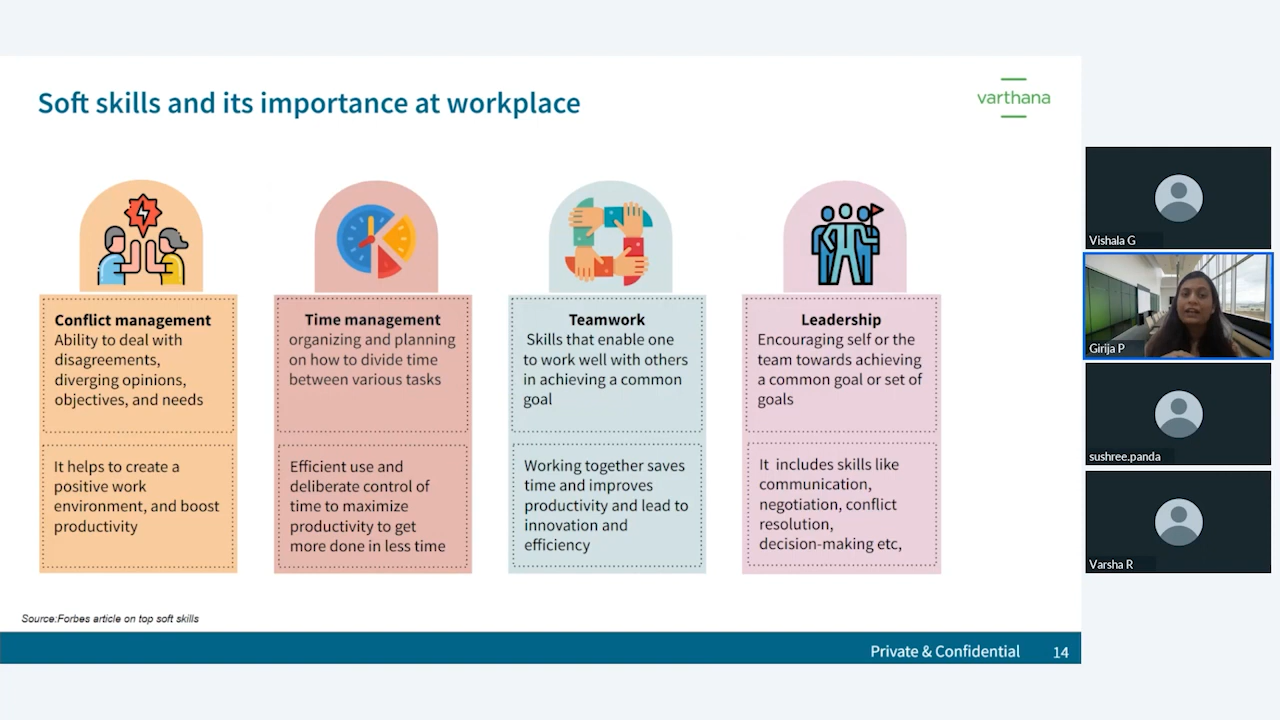 Soft skills and its importance at workplace
varthana
Conflict management
Ability to deal with
disagreements,
diverging opinions,
objectives, and needs
It helps to create a
positive work
environment, and boost
productivity
Time management
organizing and planning
on how to divide time
between various tasks
Efficient use and
deliberate control of
time to maximize
productivity to get
more done in less time
Teamwork
Skills that enable one
to work well with others
in achieving a common
goal
Working together saves
time and improves
productivity and lead to
innovation and
efficiency
Leadership
Encouraging self or the
team towards achieving
a common goal or set of
goals
It includes skills like
communication,
negotiation, conflict
resolution,
decision-making etc,
Source:Forbes article on top soft skills
Private & Confidential 14
Vishala G
Girija P
sushree.panda
Varsha R